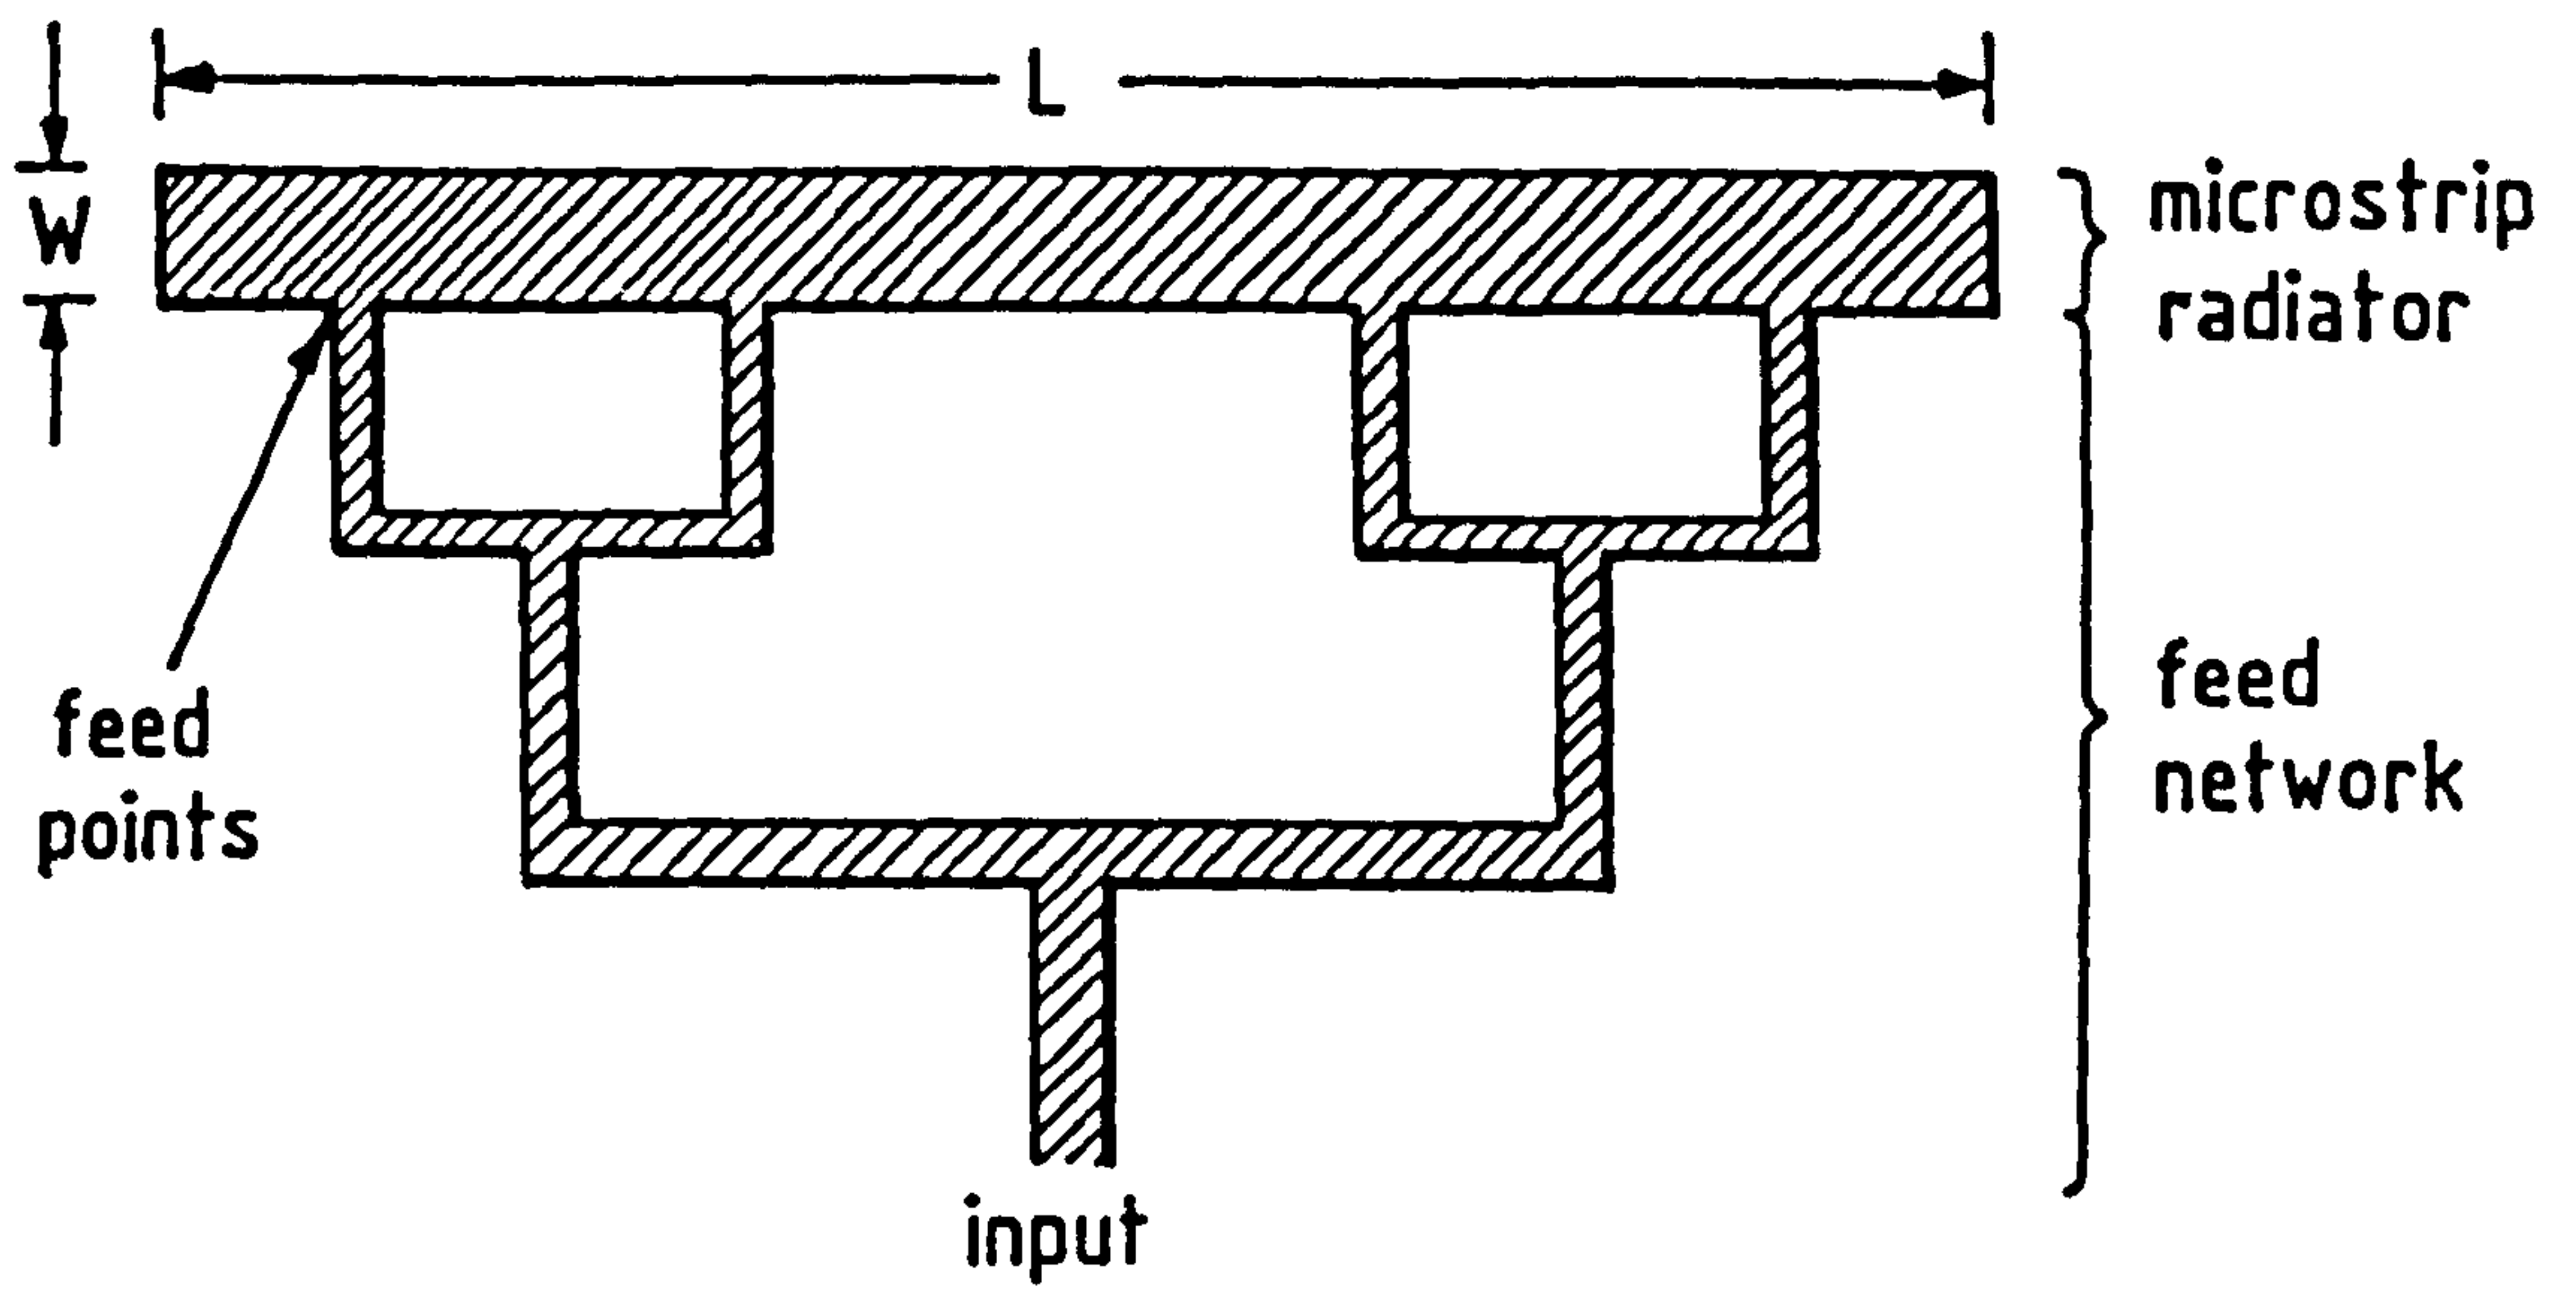 L
W
microstrip
radiator
feed
points
feed
network
input